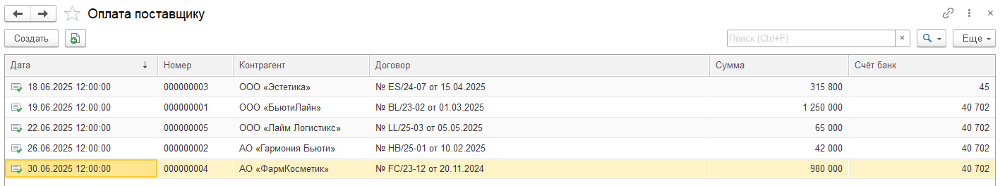 Оплата поставщику
Создать Поиск (Ctrl+F) × Еще
Дата ↓ Номер Контрагент Договор Сумма Счёт банк
18.06.2025 12:00:00 000000003 ООО «Эстетика» № ES/24-07 от 15.04.2025 315 800 45
19.06.2025 12:00:00 000000001 ООО «БьютиЛайн» № BL/23-02 от 01.03.2025 1 250 000 40 702
22.06.2025 12:00:00 000000005 ООО «Лайм Логистикс» № LL/25-03 от 05.05.2025 65 000 40 702
26.06.2025 12:00:00 000000002 АО «Гармония Бьюти» № HB/25-01 от 10.02.2025 42 000 40 702
30.06.2025 12:00:00 000000004 АО «ФармКосметик» № FC/23-12 от 20.11.2024 980 000 40 702